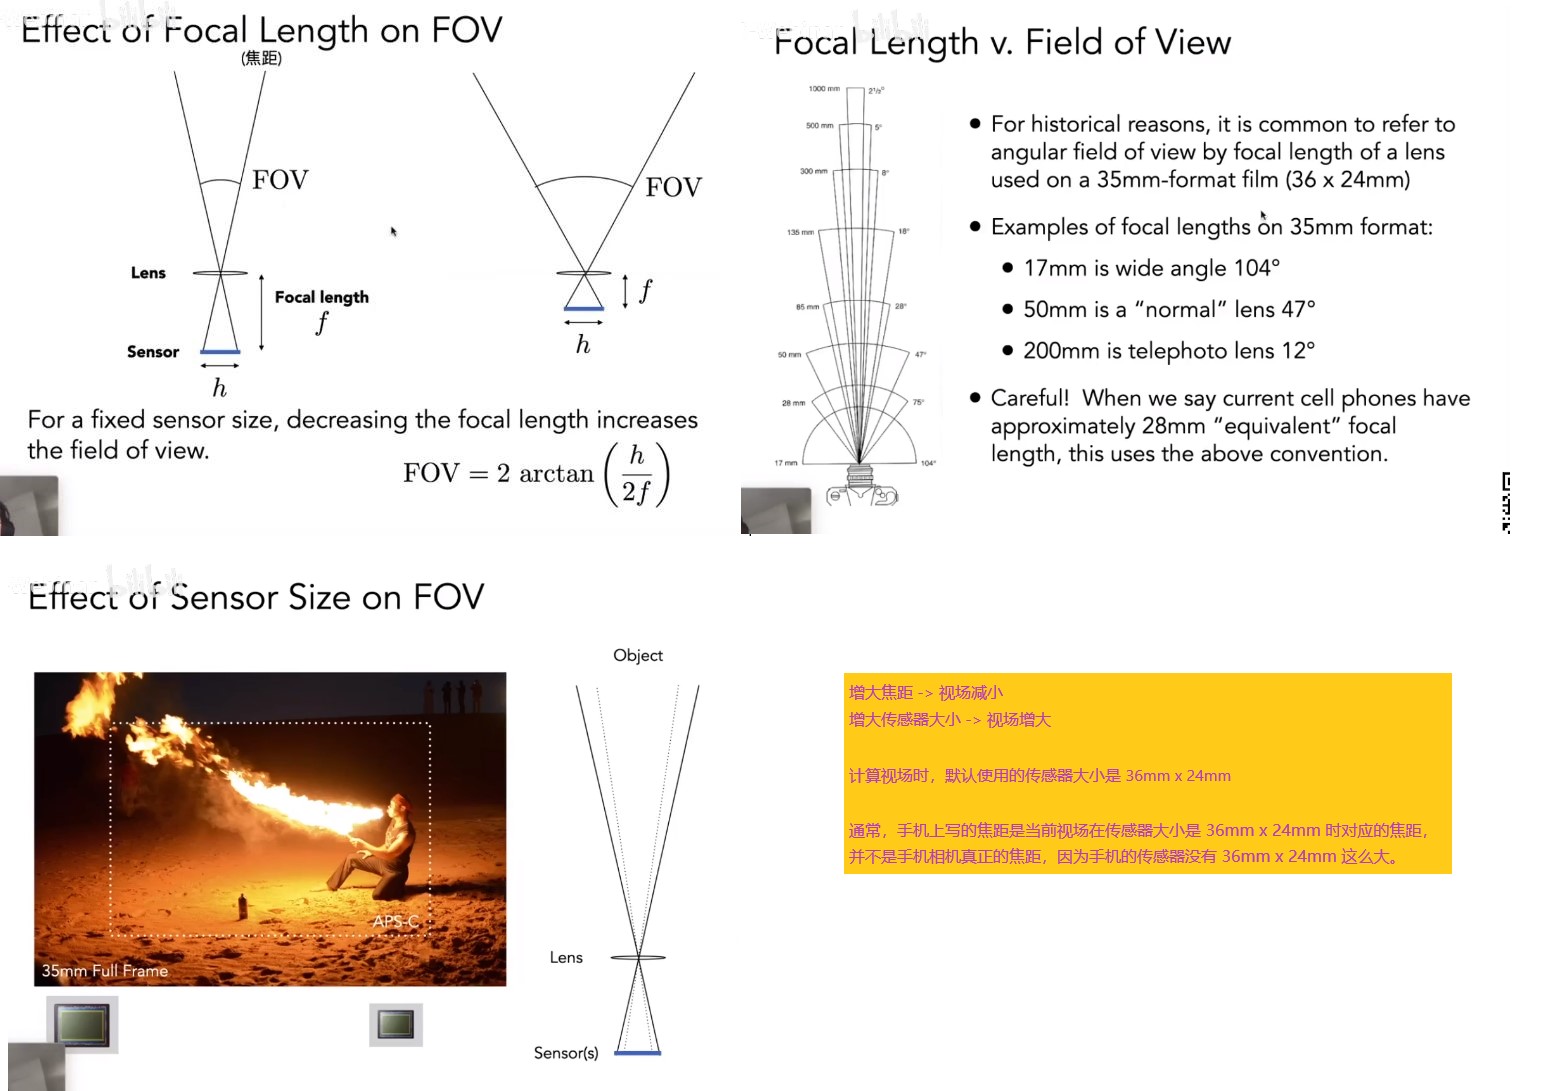 Effect of Focal Length on FOV
(焦距)
FOV
Lens
Focal length
f
Sensor
h
FOV
f
h
For a fixed sensor size, decreasing the focal length increases
the field of view.
FOV = 2 arctan (h/2f)
Focal Length v. Field of View
1000 mm 2½°
500 mm 5°
300 mm 8°
135 mm 18°
85 mm 28°
50 mm 47°
28 mm 75°
17 mm 104°
● For historical reasons, it is common to refer to
angular field of view by focal length of a lens
used on a 35mm-format film (36 x 24mm)
● Examples of focal lengths on 35mm format:
● 17mm is wide angle 104°
● 50mm is a “normal” lens 47°
● 200mm is telephoto lens 12°
● Careful! When we say current cell phones have
approximately 28mm “equivalent” focal
length, this uses the above convention.
Effect of Sensor Size on FOV
APS-C
35mm Full Frame
Object
Lens
Sensor(s)
增大焦距 -> 视场减小
增大传感器大小 -> 视场增大
计算视场时，默认使用的传感器大小是 36mm x 24mm
通常，手机上写的焦距是当前视场在传感器大小是 36mm x 24mm 时对应的焦距，
并不是手机相机真正的焦距，因为手机的传感器没有 36mm x 24mm 这么大。